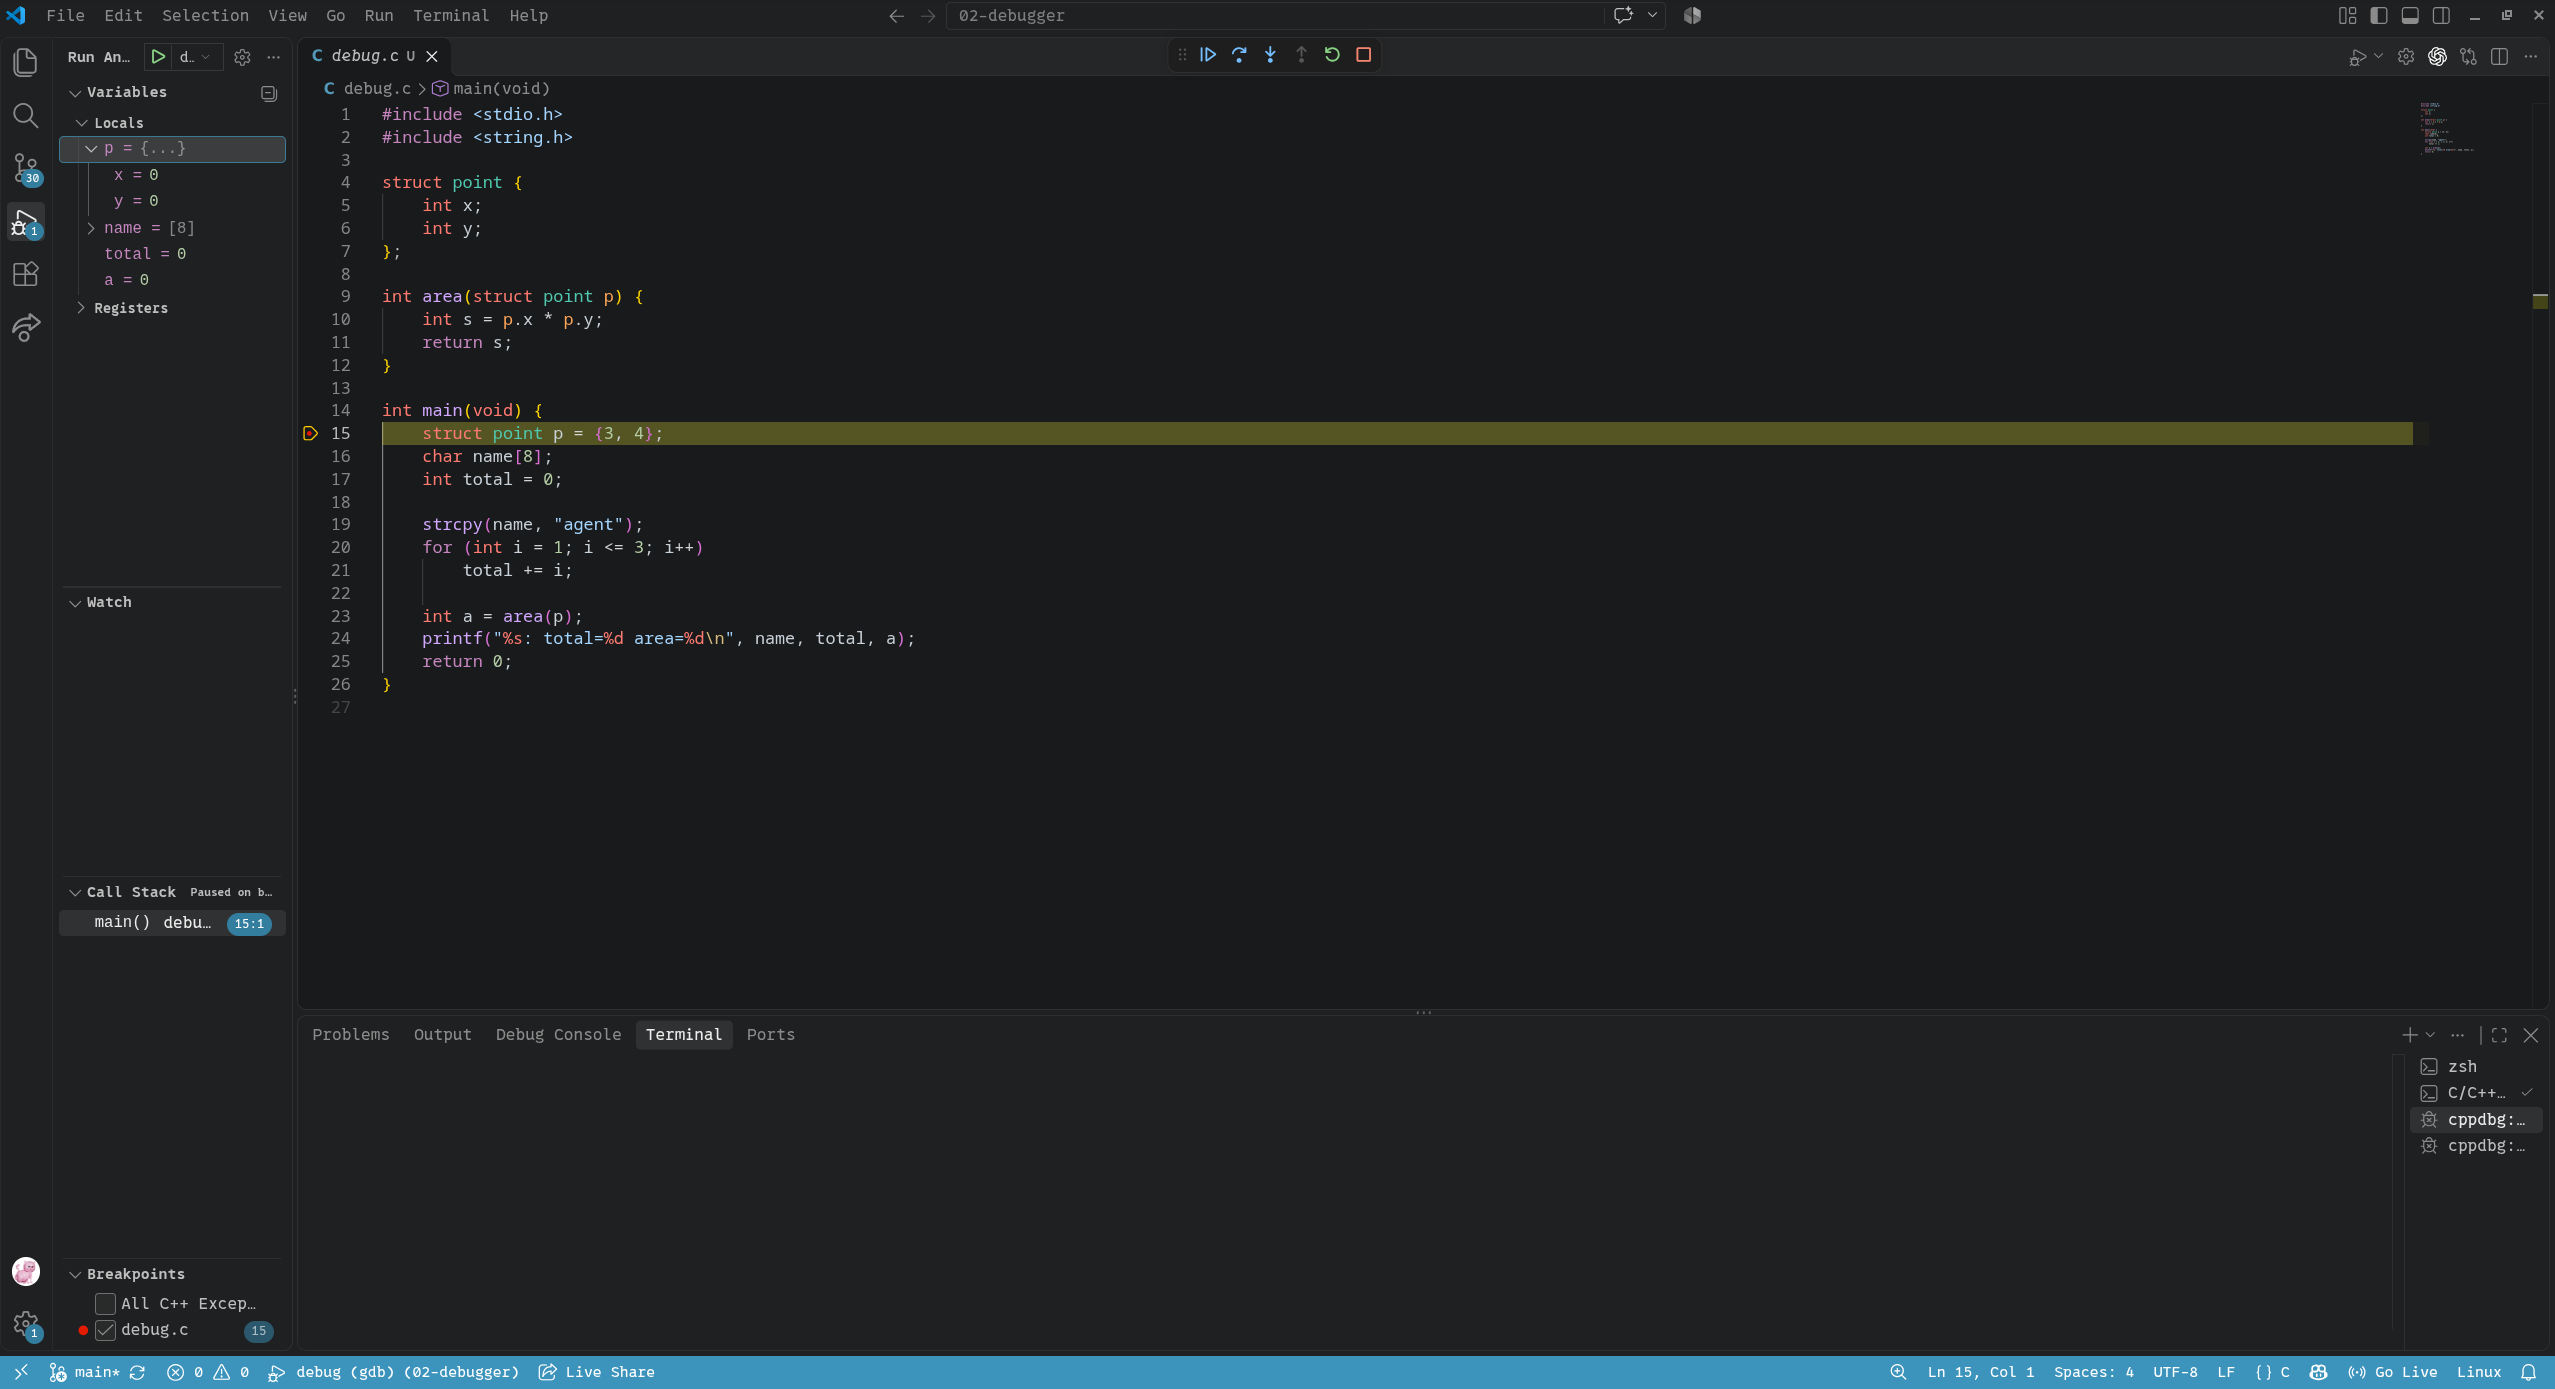 File Edit Selection View Go Run Terminal Help
02-debugger
Run An…
d…
debug.c U
debug.c > main(void)
Variables
Locals
p = {...}
x = 0
y = 0
name = [8]
total = 0
a = 0
Registers
Watch
Call Stack Paused on b…
main() debu… 15:1
Breakpoints
All C++ Excep…
debug.c 15
30
1
1
1 #include <stdio.h>
2 #include <string.h>
3
4 struct point {
5     int x;
6     int y;
7 };
8
9 int area(struct point p) {
10     int s = p.x * p.y;
11     return s;
12 }
13
14 int main(void) {
15     struct point p = {3, 4};
16     char name[8];
17     int total = 0;
18
19     strcpy(name, "agent");
20     for (int i = 1; i <= 3; i++)
21         total += i;
22
23     int a = area(p);
24     printf("%s: total=%d area=%d\n", name, total, a);
25     return 0;
26 }
27
Problems Output Debug Console Terminal Ports
zsh
C/C++…
cppdbg:…
cppdbg:…
main* 0 0 debug (gdb) (02-debugger) Live Share
Ln 15, Col 1 Spaces: 4 UTF-8 LF {} C Go Live Linux